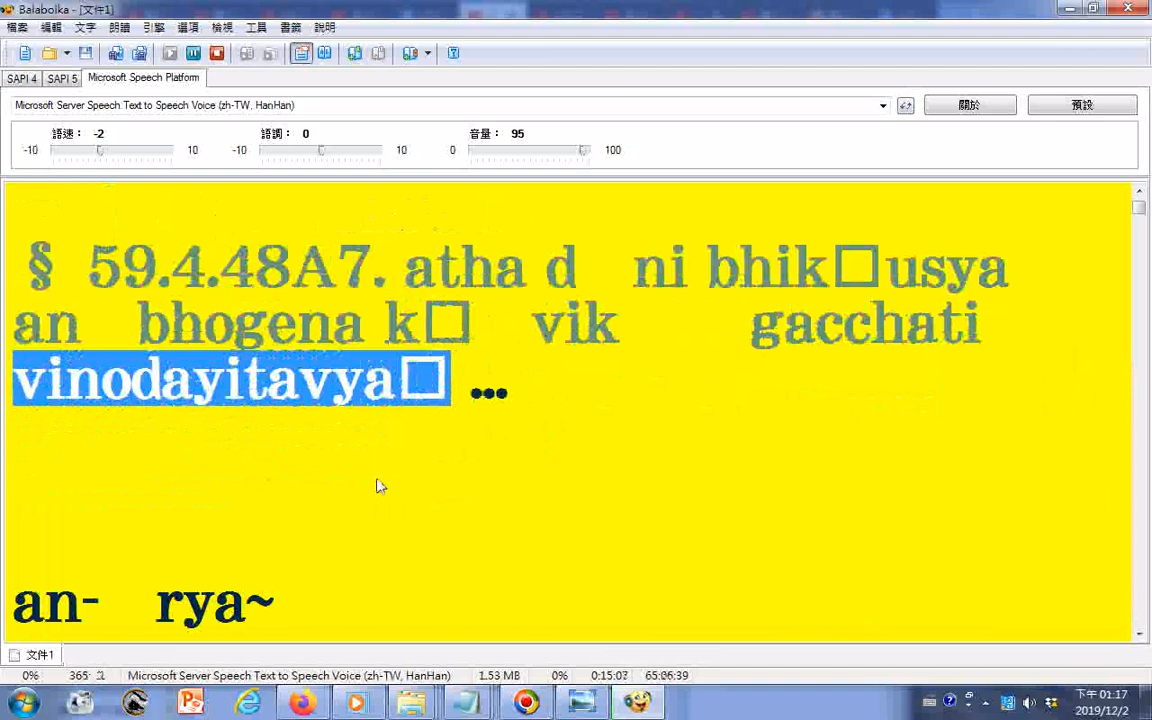 Balabolka - [文件1]
檔案 編輯 文字 朗讀 引擎 選項 檢視 工具 書籤 說明
SAPI 4 SAPI 5 Microsoft Speech Platform
Microsoft Server Speech Text to Speech Voice (zh-TW, HanHan) 關於 預設
語速： -2 語調： 0 音量： 95
-10 10 -10 10 0 100
§ 59.4.48A7. atha d ni bhik□usya
an bhogena k□ vik gacchati
vinodayitavya□ ...
an- rya~
文件1
0% 365: 1 Microsoft Server Speech Text to Speech Voice (zh-TW, HanHan) 1.53 MB 0% 65:06:39
下午 01:17
2019/12/2